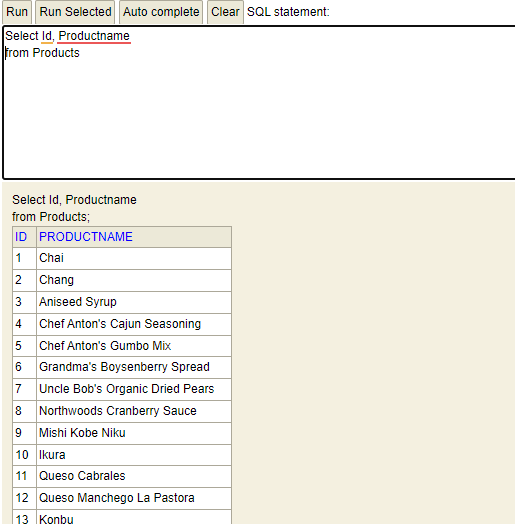 Run Run Selected Auto complete Clear SQL statement:
Select Id, Productname
from Products
Select Id, Productname
from Products;
ID PRODUCTNAME
1 Chai
2 Chang
3 Aniseed Syrup
4 Chef Anton's Cajun Seasoning
5 Chef Anton's Gumbo Mix
6 Grandma's Boysenberry Spread
7 Uncle Bob's Organic Dried Pears
8 Northwoods Cranberry Sauce
9 Mishi Kobe Niku
10 Ikura
11 Queso Cabrales
12 Queso Manchego La Pastora
13 Konbu